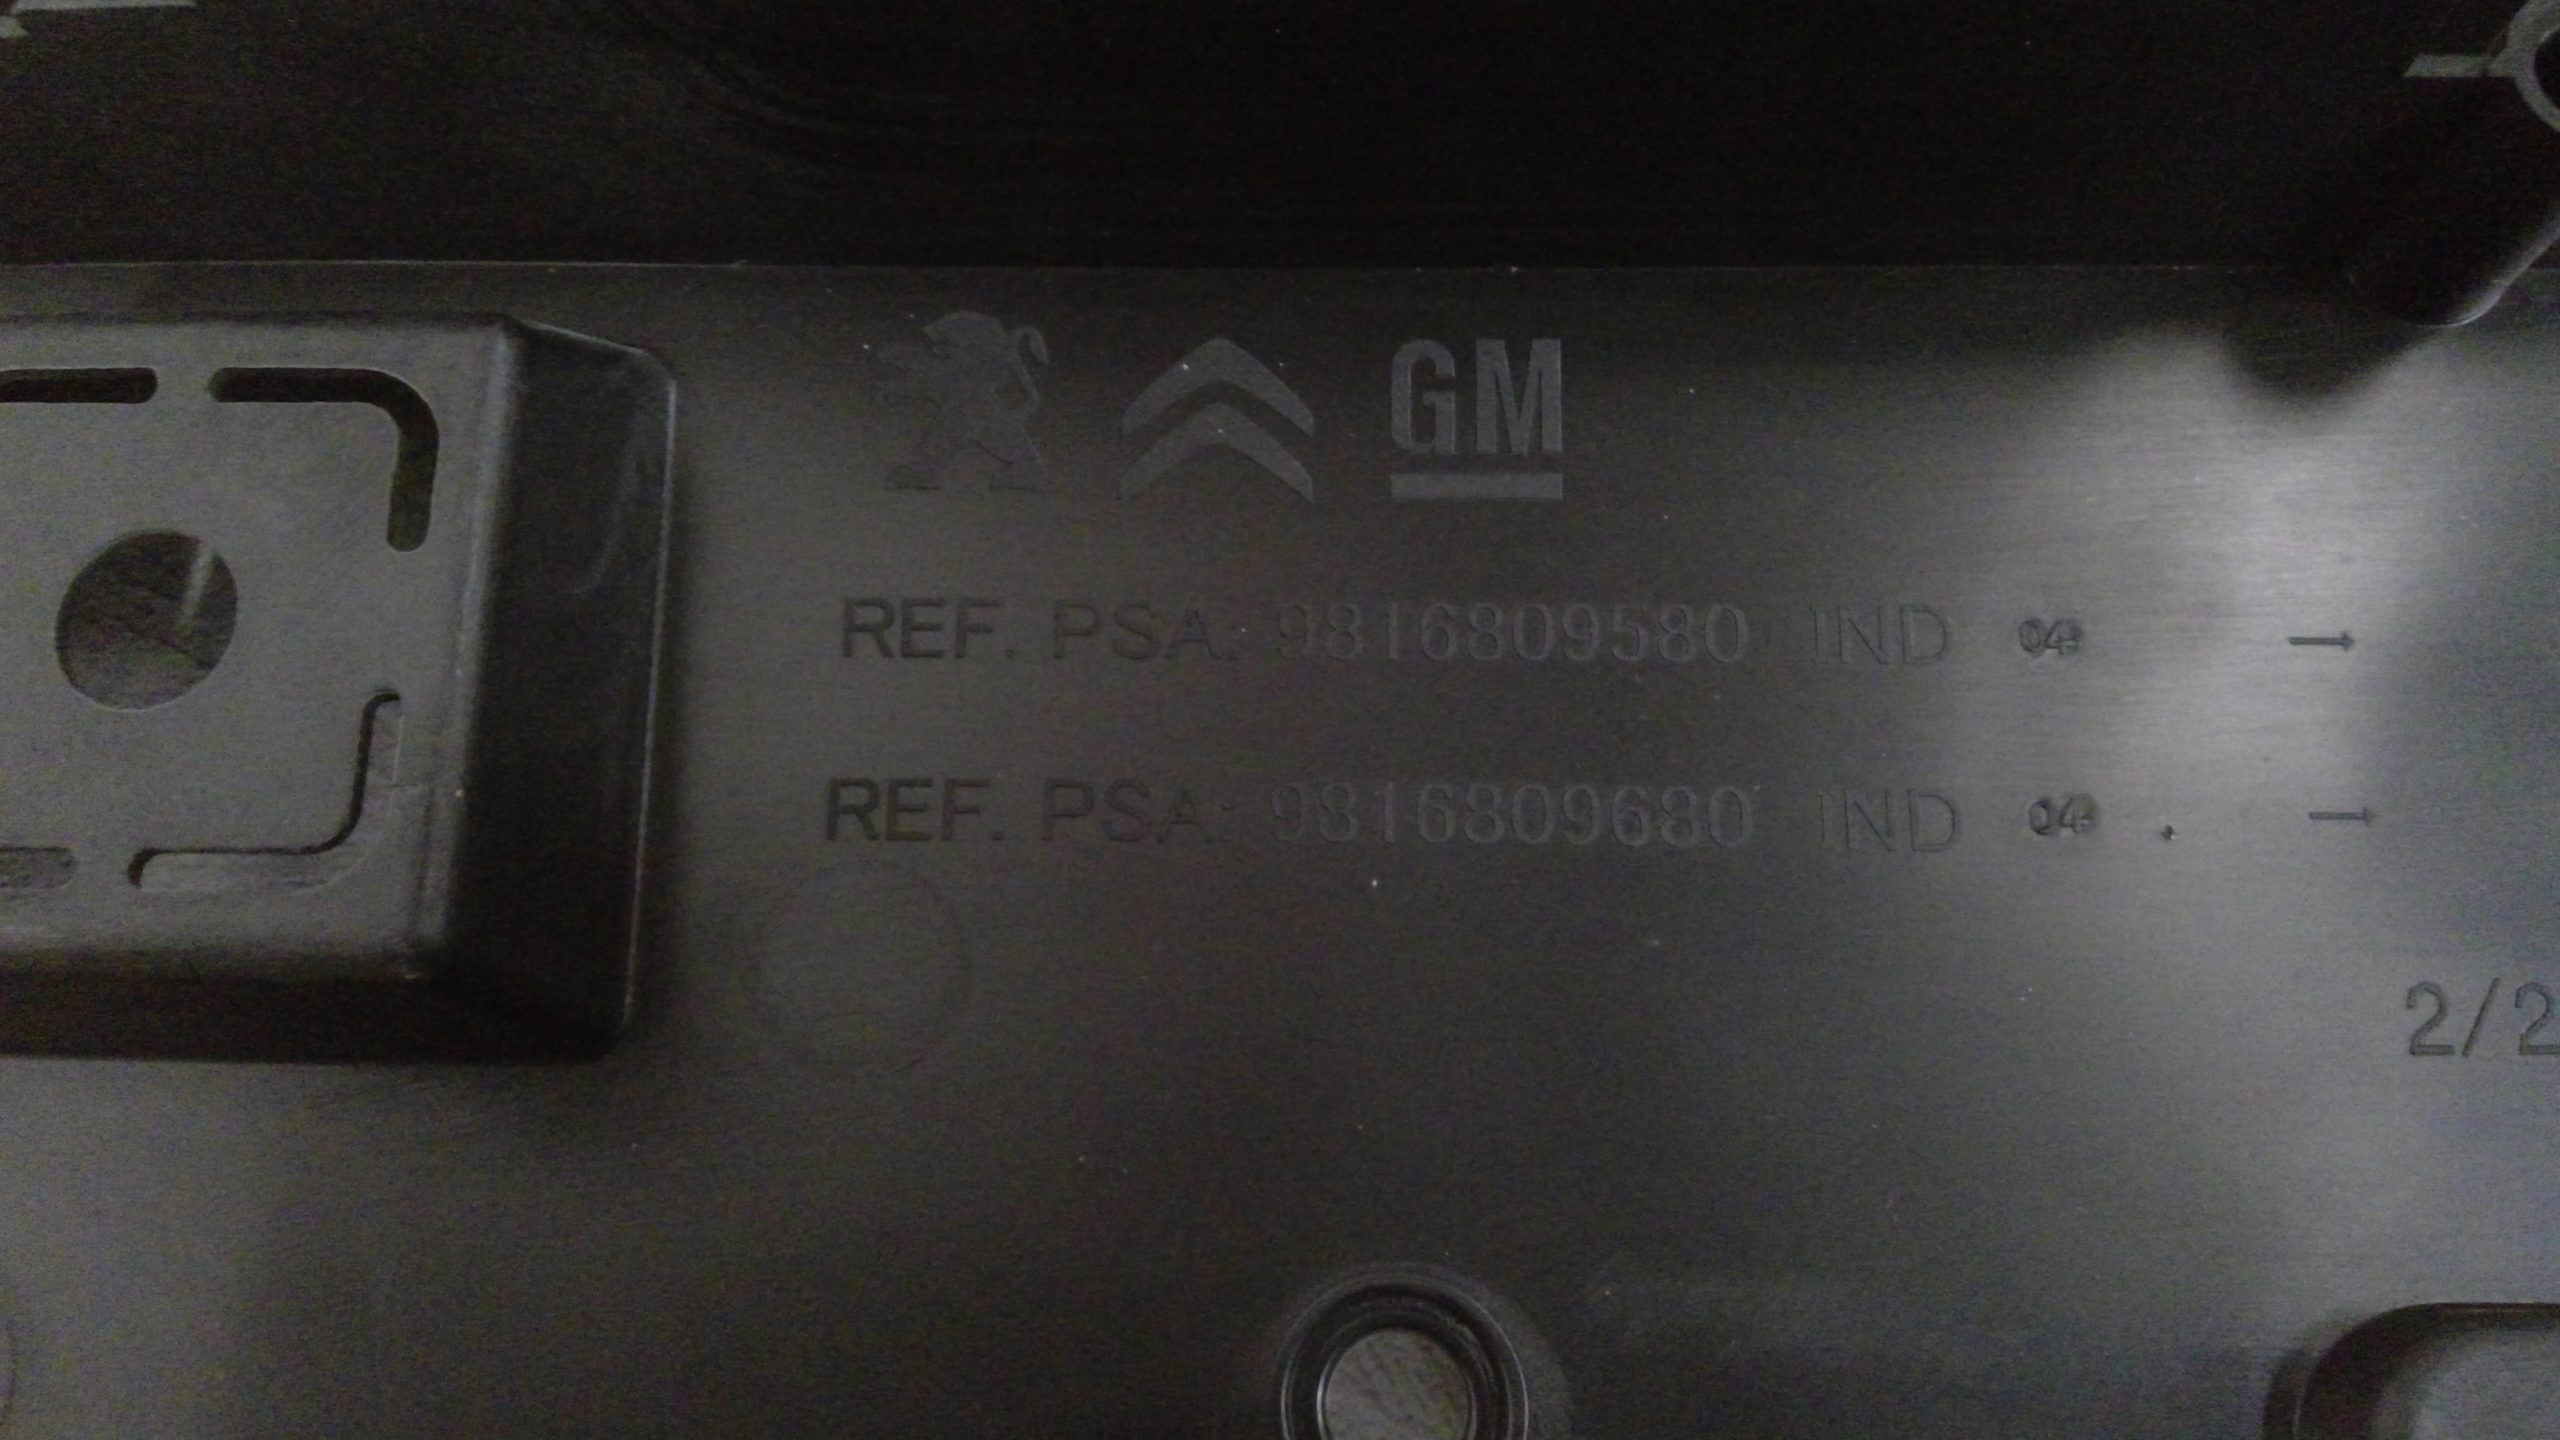 GM
REF. PSA: 9816809580 IND 04 →
REF. PSA: 9816809680 IND 04 . →
2/2